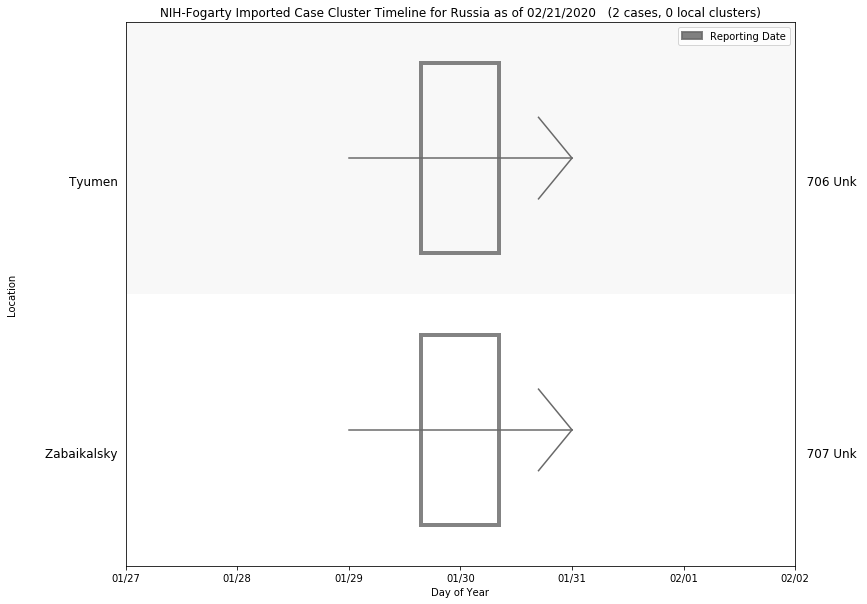 NIH-Fogarty Imported Case Cluster Timeline for Russia as of 02/21/2020   (2 cases, 0 local clusters)
Reporting Date
Tyumen
706 Unk
Location
Zabaikalsky
707 Unk
01/27 01/28 01/29 01/30 01/31 02/01 02/02
Day of Year